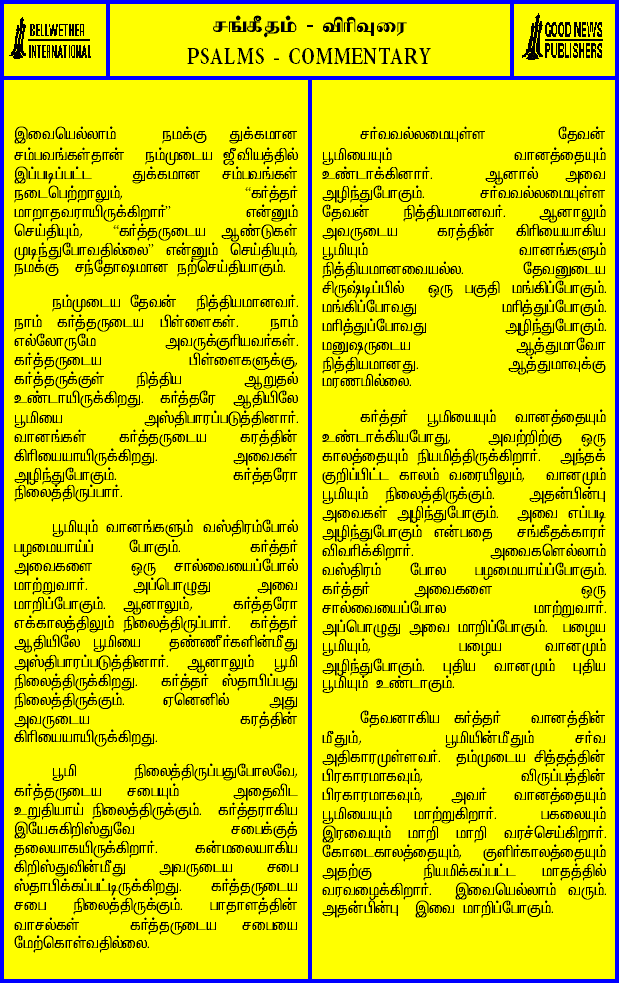 BELLWETHER
INTERNATIONAL
சங்கீதம் - விரிவுரை
PSALMS - COMMENTARY
GOOD NEWS
PUBLISHERS
இவையெல்லாம் நமக்கு துக்கமான
சம்பவங்கள்தான் நம்முடைய ஜீவியத்தில்
இப்படிப்பட்ட துக்கமான சம்பவங்கள்
நடைபெற்றாலும், “கர்த்தர்
மாறாதவராயிருக்கிறார்” என்னும்
செய்தியும், “கர்த்தருடைய ஆண்டுகள்
முடிந்துபோவதில்லை” என்னும் செய்தியும்,
நமக்கு சந்தோஷமான நற்செய்தியாகும்.
நம்முடைய தேவன் நித்தியமானவர்.
நாம் கர்த்தருடைய பிள்ளைகள். நாம்
எல்லோருமே அவருக்குரியவர்கள்.
கர்த்தருடைய பிள்ளைகளுக்கு,
கர்த்தருக்குள் நித்திய ஆறுதல்
உண்டாயிருக்கிறது. கர்த்தரே ஆதியிலே
பூமியை அஸ்திபாரப்படுத்தினார்.
வானங்கள் கர்த்தருடைய கரத்தின்
கிரியையாயிருக்கிறது. அவைகள்
அழிந்துபோகும். கர்த்தரோ
நிலைத்திருப்பார்.
பூமியும் வானங்களும் வஸ்திரம்போல்
பழமையாய்ப் போகும். கர்த்தர்
அவைகளை ஒரு சால்வையைப்போல்
மாற்றுவார். அப்பொழுது அவை
மாறிப்போகும். ஆனாலும், கர்த்தரோ
எக்காலத்திலும் நிலைத்திருப்பார். கர்த்தர்
ஆதியிலே பூமியை தண்ணீர்களின்மீது
அஸ்திபாரப்படுத்தினார். ஆனாலும் பூமி
நிலைத்திருக்கிறது. கர்த்தர் ஸ்தாபிப்பது
நிலைத்திருக்கும். ஏனெனில் அது
அவருடைய கரத்தின்
கிரியையாயிருக்கிறது.
பூமி நிலைத்திருப்பதுபோலவே,
கர்த்தருடைய சபையும் அதைவிட
உறுதியாய் நிலைத்திருக்கும். கர்த்தராகிய
இயேசுகிறிஸ்துவே சபைக்குத்
தலையாகயிருக்கிறார். கன்மலையாகிய
கிறிஸ்துவின்மீது அவருடைய சபை
ஸ்தாபிக்கப்பட்டிருக்கிறது. கர்த்தருடைய
சபை நிலைத்திருக்கும். பாதாளத்தின்
வாசல்கள் கர்த்தருடைய சபையை
மேற்கொள்வதில்லை.
சர்வவல்லமையுள்ள தேவன்
பூமியையும் வானத்தையும்
உண்டாக்கினார். ஆனால் அவை
அழிந்துபோகும். சர்வவல்லமையுள்ள
தேவன் நித்தியமானவர். ஆனாலும்
அவருடைய கரத்தின் கிரியையாகிய
பூமியும் வானங்களும்
நித்தியமானவையல்ல. தேவனுடைய
சிருஷ்டிப்பில் ஒரு பகுதி மங்கிப்போகும்.
மங்கிப்போவது மரித்துப்போகும்.
மரித்துப்போவது அழிந்துபோகும்.
மனுஷருடைய ஆத்துமாவோ
நித்தியமானது. ஆத்துமாவுக்கு
மரணமில்லை.
கர்த்தர் பூமியையும் வானத்தையும்
உண்டாக்கியபோது, அவற்றிற்கு ஒரு
காலத்தையும் நியமித்திருக்கிறார். அந்தக்
குறிப்பிட்ட காலம் வரையிலும், வானமும்
பூமியும் நிலைத்திருக்கும். அதன்பின்பு
அவைகள் அழிந்துபோகும். அவை எப்படி
அழிந்துபோகும் என்பதை சங்கீதக்காரர்
விவரிக்கிறார். அவைகளெல்லாம்
வஸ்திரம் போல பழமையாய்ப்போகும்.
கர்த்தர் அவைகளை ஒரு
சால்வையைப்போல மாற்றுவார்.
அப்பொழுது அவை மாறிப்போகும். பழைய
பூமியும், பழைய வானமும்
அழிந்துபோகும். புதிய வானமும் புதிய
பூமியும் உண்டாகும்.
தேவனாகிய கர்த்தர் வானத்தின்
மீதும், பூமியின்மீதும் சர்வ
அதிகாரமுள்ளவர். தம்முடைய சித்தத்தின்
பிரகாரமாகவும், விருப்பத்தின்
பிரகாரமாகவும், அவர் வானத்தையும்
பூமியையும் மாற்றுகிறார். பகலையும்
இரவையும் மாறி மாறி வரச்செய்கிறார்.
கோடைகாலத்தையும், குளிர்காலத்தையும்
அதற்கு நியமிக்கப்பட்ட மாதத்தில்
வரவழைக்கிறார். இவையெல்லாம் வரும்.
அதன்பின்பு இவை மாறிப்போகும்.